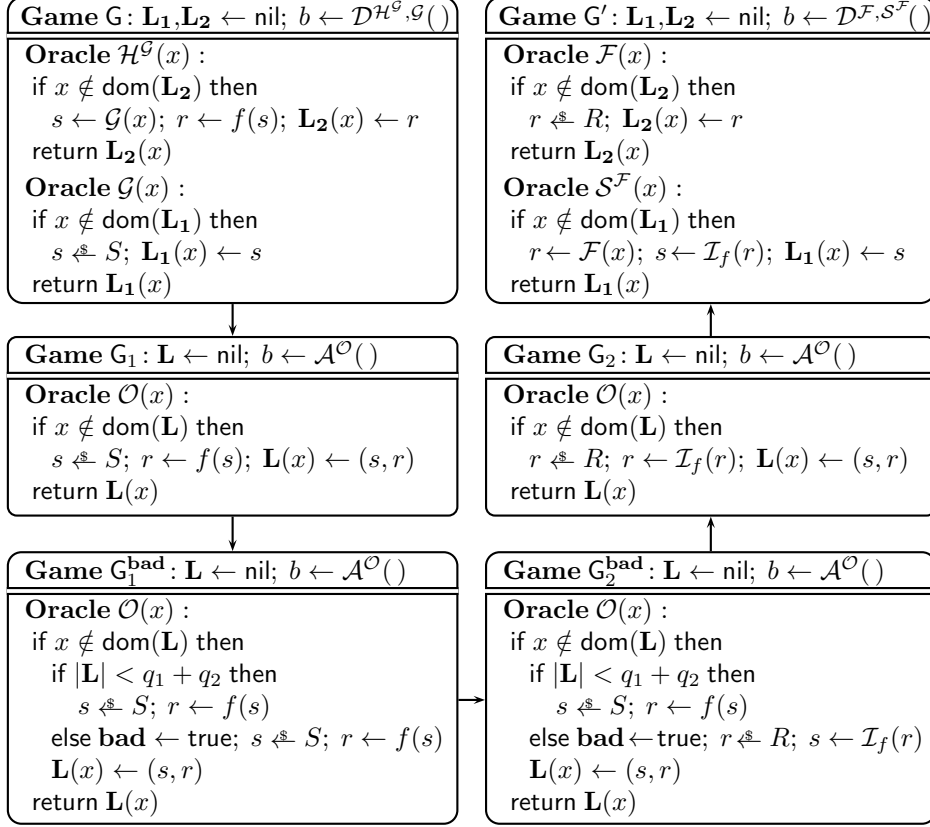 Game G: L₁,L₂ ← nil; b ← 𝒟^{ℋ^𝒢,𝒢}()
Oracle ℋ^𝒢(x) :
if x ∉ dom(L₂) then
s ← 𝒢(x); r ← f(s); L₂(x) ← r
return L₂(x)
Oracle 𝒢(x) :
if x ∉ dom(L₁) then
s ⇷$ S; L₁(x) ← s
return L₁(x)
Game G′: L₁,L₂ ← nil; b ← 𝒟^{ℱ,𝒮^ℱ}()
Oracle ℱ(x) :
if x ∉ dom(L₂) then
r ⇷$ R; L₂(x) ← r
return L₂(x)
Oracle 𝒮^ℱ(x) :
if x ∉ dom(L₁) then
r ← ℱ(x); s ← ℐ_f(r); L₁(x) ← s
return L₁(x)
Game G₁: L ← nil; b ← 𝒜^𝒪()
Oracle 𝒪(x) :
if x ∉ dom(L) then
s ⇷$ S; r ← f(s); L(x) ← (s, r)
return L(x)
Game G₂: L ← nil; b ← 𝒜^𝒪()
Oracle 𝒪(x) :
if x ∉ dom(L) then
r ⇷$ R; r ← ℐ_f(r); L(x) ← (s, r)
return L(x)
Game G₁^bad: L ← nil; b ← 𝒜^𝒪()
Oracle 𝒪(x) :
if x ∉ dom(L) then
if |L| < q₁ + q₂ then
s ⇷$ S; r ← f(s)
else bad ← true; s ⇷$ S; r ← f(s)
L(x) ← (s, r)
return L(x)
Game G₂^bad: L ← nil; b ← 𝒜^𝒪()
Oracle 𝒪(x) :
if x ∉ dom(L) then
if |L| < q₁ + q₂ then
s ⇷$ S; r ← f(s)
else bad←true; r ⇷$ R; s ← ℐ_f(r)
L(x) ← (s, r)
return L(x)